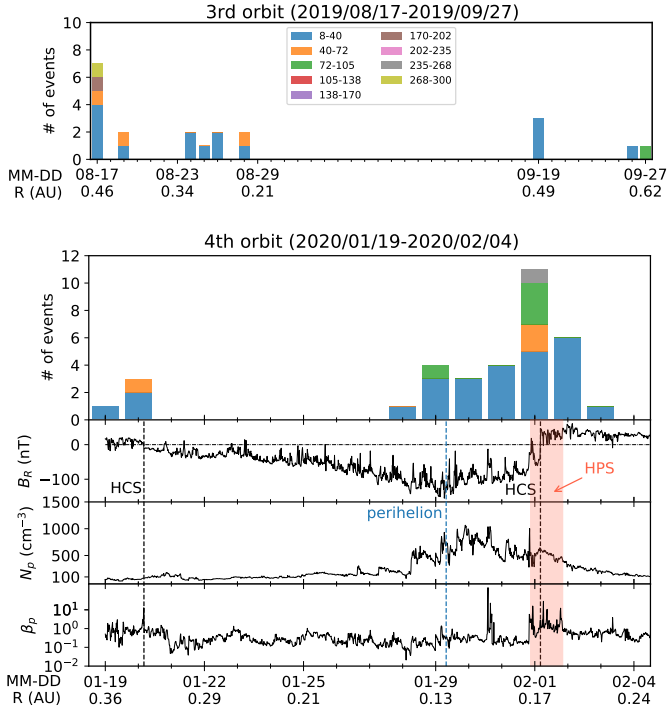 3rd orbit (2019/08/17-2019/09/27)
# of events
10
8
6
4
2
0
8-40
40-72
72-105
105-138
138-170
170-202
202-235
235-268
268-300
MM-DD 08-17 08-23 08-29 09-19 09-27
R (AU) 0.46 0.34 0.21 0.49 0.62
4th orbit (2020/01/19-2020/02/04)
# of events
12
10
8
6
4
2
0
B_R (nT)
0
−100
HCS
HCS
HPS
N_p (cm⁻³)
1500
1000
500
100
perihelion
β_p
10¹
10⁰
10⁻¹
10⁻²
MM-DD 01-19 01-22 01-25 01-29 02-01 02-04
R (AU) 0.36 0.29 0.21 0.13 0.17 0.24